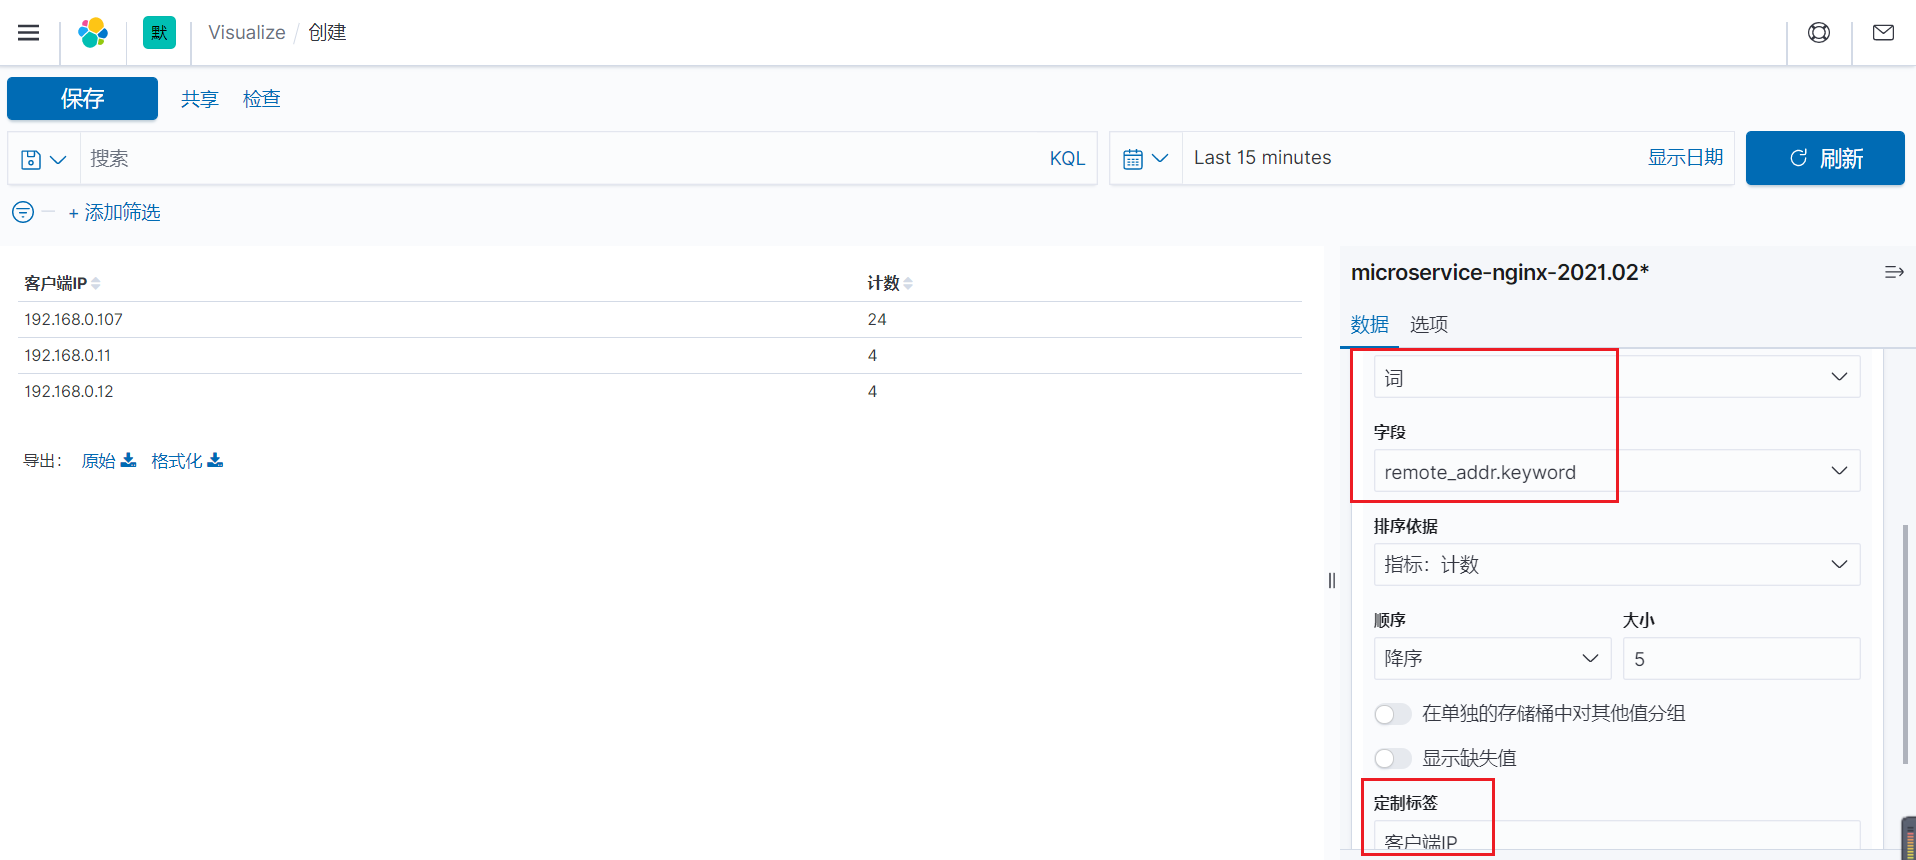 默 Visualize / 创建
保存 共享 检查
搜索 KQL Last 15 minutes 显示日期 刷新
+ 添加筛选
客户端IP 计数
192.168.0.107 24
192.168.0.11 4
192.168.0.12 4
导出： 原始 格式化
microservice-nginx-2021.02*
数据 选项
词
字段
remote_addr.keyword
排序依据
指标：计数
顺序 大小
降序 5
在单独的存储桶中对其他值分组
显示缺失值
定制标签
客户端IP